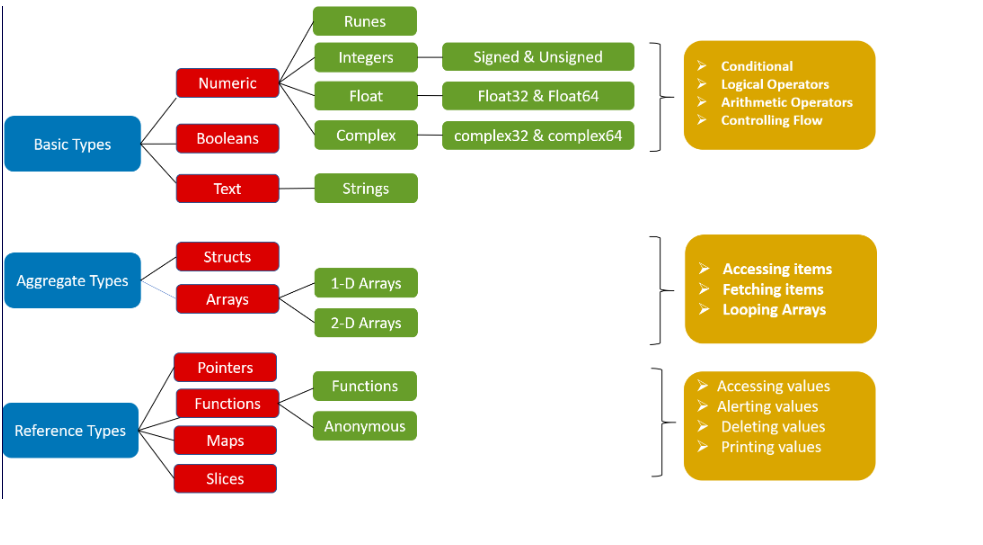 Runes
Integers
Signed & Unsigned
Numeric
Float
Float32 & Float64
Complex
complex32 & complex64
Basic Types
Booleans
Text
Strings
➢ Conditional
➢ Logical Operators
➢ Arithmetic Operators
➢ Controlling Flow
Structs
Aggregate Types
Arrays
1-D Arrays
2-D Arrays
➢ Accessing items
➢ Fetching items
➢ Looping Arrays
Pointers
Functions
Functions
Anonymous
Reference Types
Maps
Slices
➢ Accessing values
➢ Alerting values
➢ Deleting values
➢ Printing values